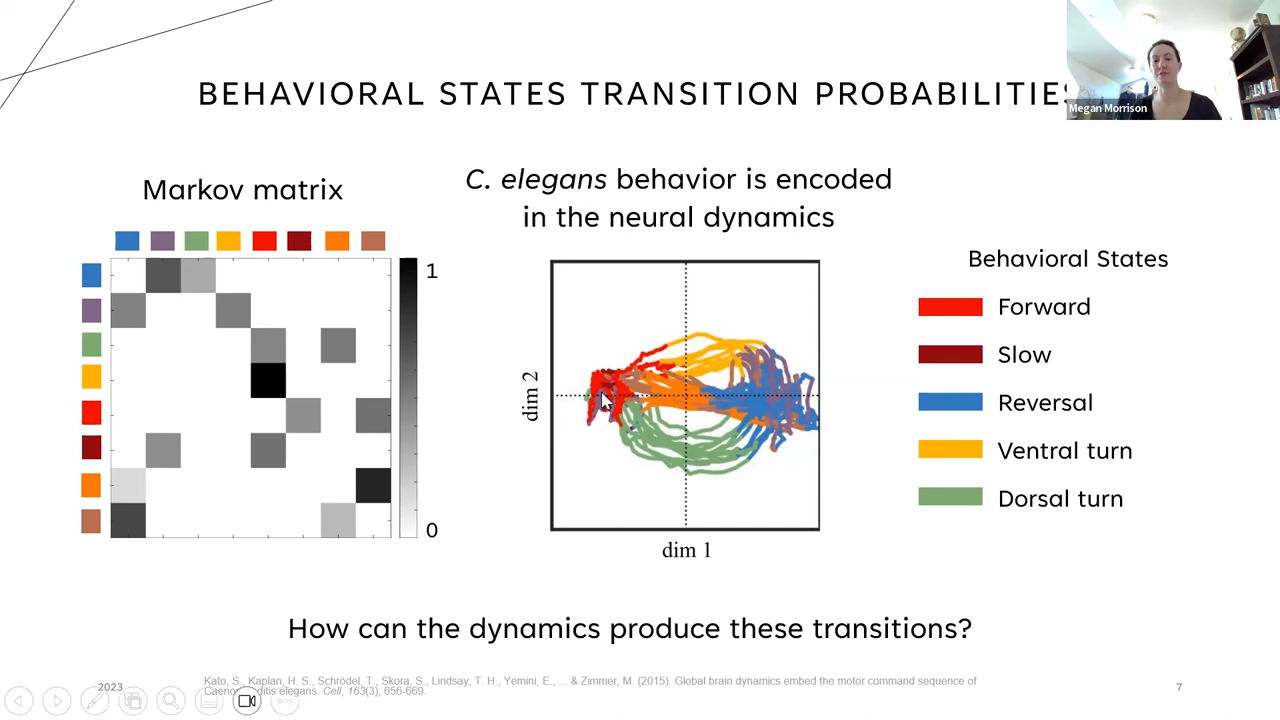 BEHAVIORAL STATES TRANSITION PROBABILITIES
Megan Morrison
Markov matrix
C. elegans behavior is encoded
in the neural dynamics
1
0
dim 2
dim 1
Behavioral States
Forward
Slow
Reversal
Ventral turn
Dorsal turn
How can the dynamics produce these transitions?
2023
Kato, S., Kaplan, H. S., Schrödel, T., Skora, S., Lindsay, T. H., Yemini, E., ... & Zimmer, M. (2015). Global brain dynamics embed the motor command sequence of
elegans. Cell, 163(3), 656-669.
7